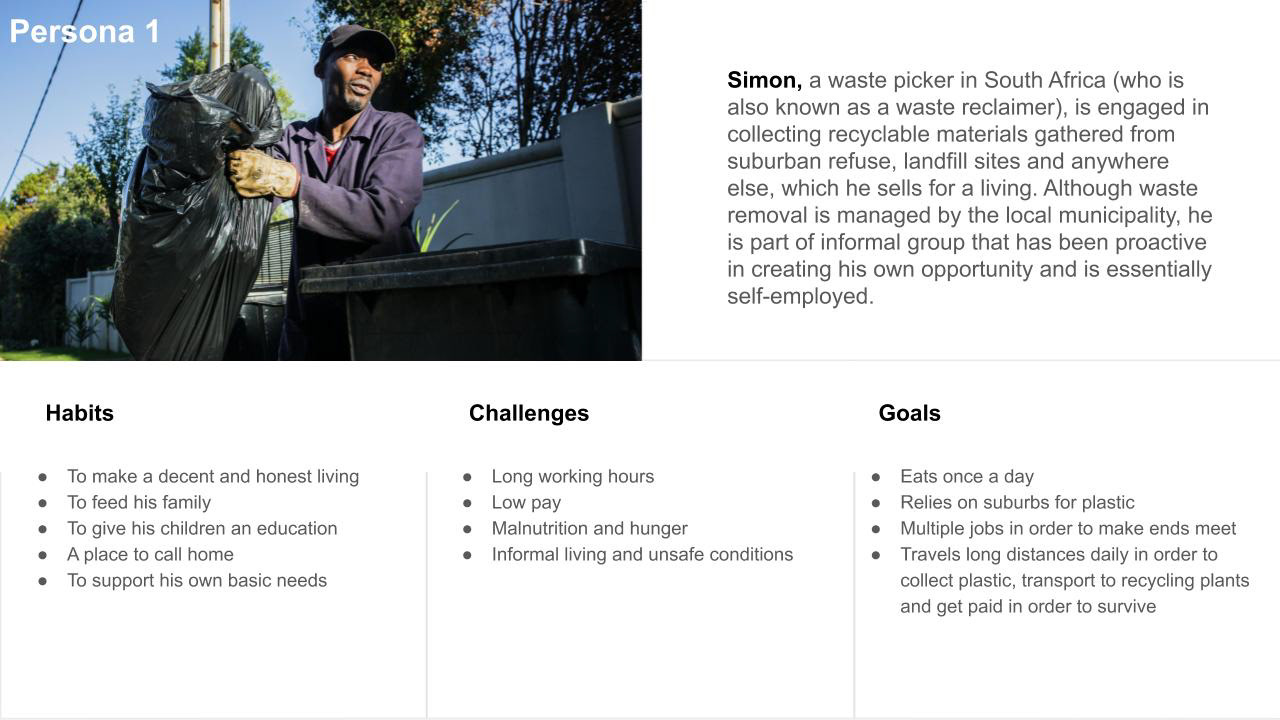 Persona 1
Simon, a waste picker in South Africa (who is
also known as a waste reclaimer), is engaged in
collecting recyclable materials gathered from
suburban refuse, landfill sites and anywhere
else, which he sells for a living. Although waste
removal is managed by the local municipality, he
is part of informal group that has been proactive
in creating his own opportunity and is essentially
self-employed.
Habits
● To make a decent and honest living
● To feed his family
● To give his children an education
● A place to call home
● To support his own basic needs
Challenges
● Long working hours
● Low pay
● Malnutrition and hunger
● Informal living and unsafe conditions
Goals
● Eats once a day
● Relies on suburbs for plastic
● Multiple jobs in order to make ends meet
● Travels long distances daily in order to
collect plastic, transport to recycling plants
and get paid in order to survive